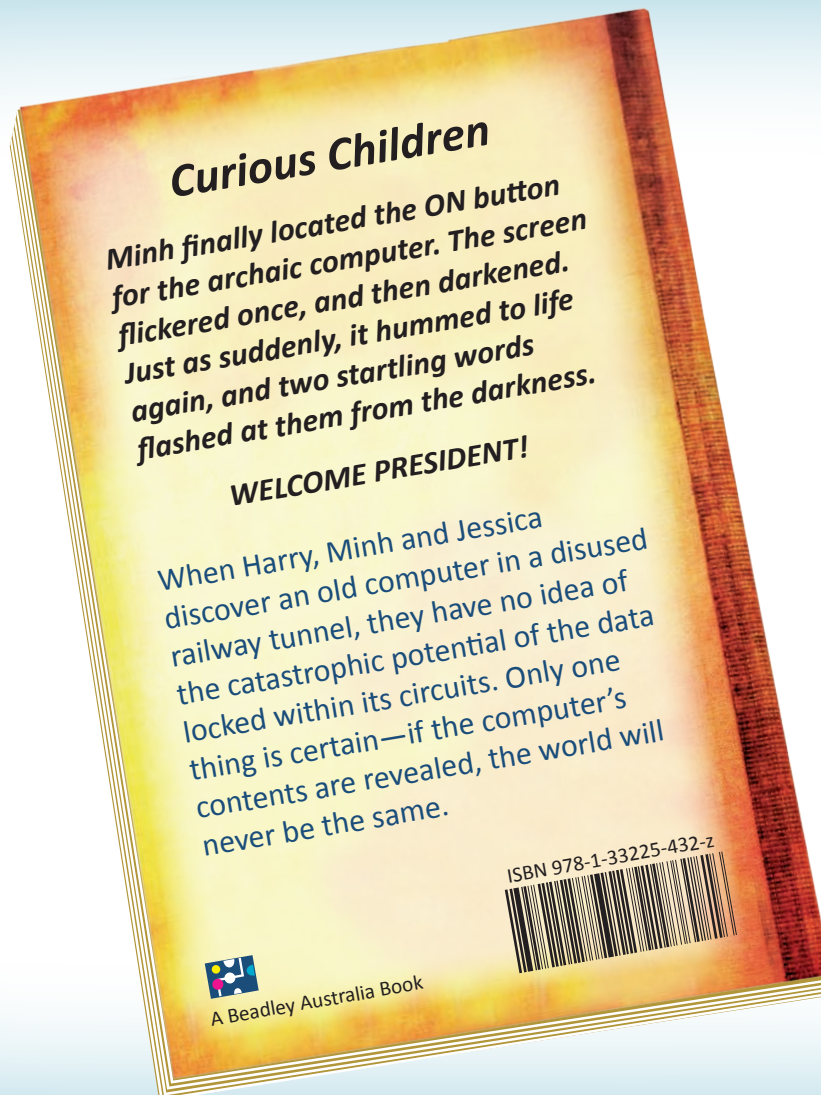 Curious Children
Minh finally located the ON button
for the archaic computer. The screen
flickered once, and then darkened.
Just as suddenly, it hummed to life
again, and two startling words
flashed at them from the darkness.
WELCOME PRESIDENT!
When Harry, Minh and Jessica
discover an old computer in a disused
railway tunnel, they have no idea of
the catastrophic potential of the data
locked within its circuits. Only one
thing is certain—if the computer’s
contents are revealed, the world will
never be the same.
ISBN 978-1-33225-432-z
A Beadley Australia Book